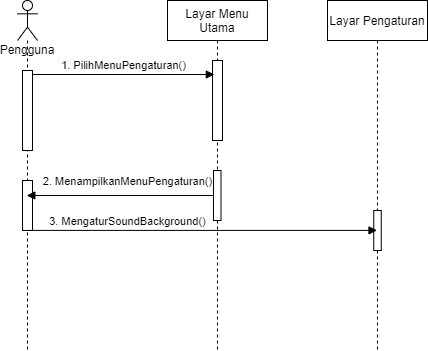 Pengguna
Layar Menu
Utama
Layar Pengaturan
1. PilihMenuPengaturan()
2. MenampilkanMenuPengaturan()
3. MengaturSoundBackground()